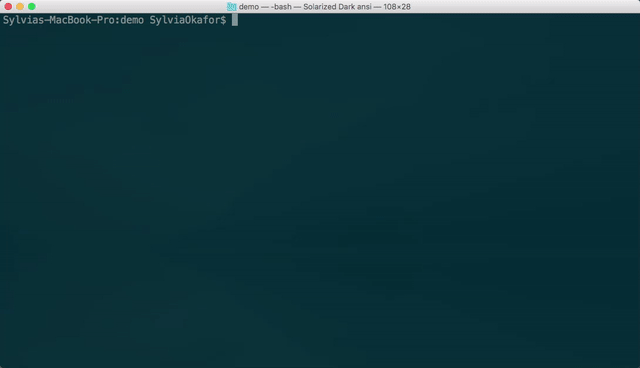 demo — -bash — Solarized Dark ansi — 108×28
Sylvias-MacBook-Pro:demo SylviaOkafor$